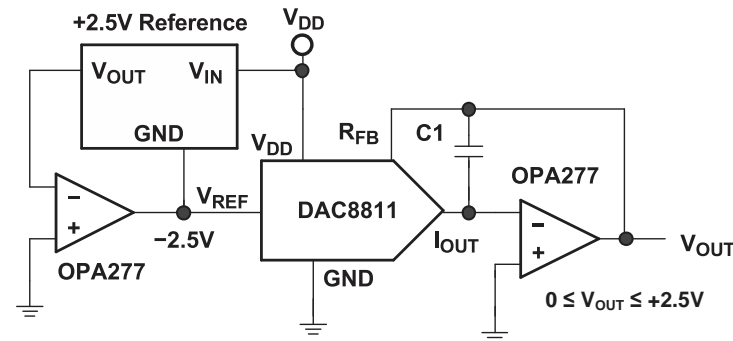 +2.5V Reference
VDD
VOUT
VIN
GND
VDD
RFB
C1
OPA277
VREF
DAC8811
−2.5V
IOUT
VOUT
OPA277
GND
0 ≤ VOUT ≤ +2.5V
−
+
−
+